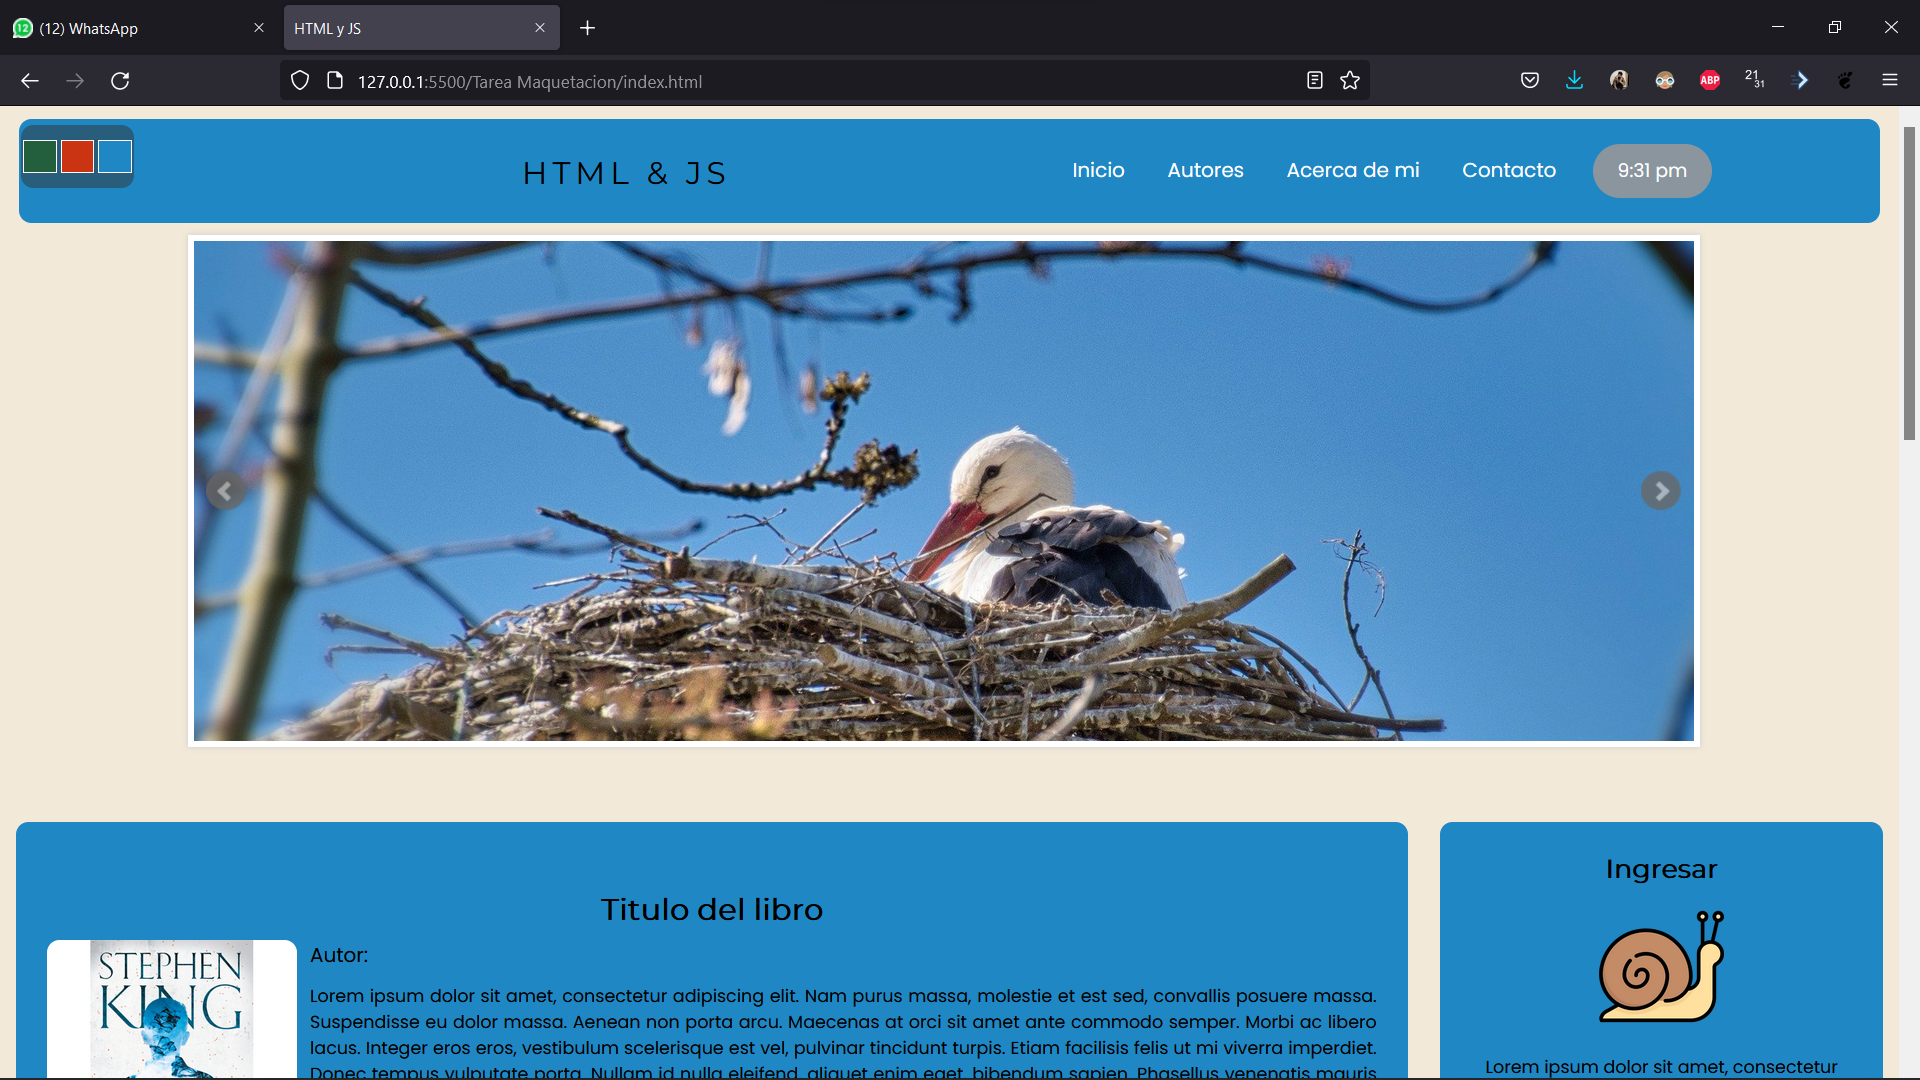 (12) WhatsApp
HTML y JS
127.0.0.1:5500/Tarea Maquetacion/index.html
ABP
21
31
HTML & JS
Inicio
Autores
Acerca de mi
Contacto
9:31 pm
Titulo del libro
Ingresar
STEPHEN
KING
Autor:
Lorem ipsum dolor sit amet, consectetur adipiscing elit. Nam purus massa, molestie et est sed, convallis posuere massa.
Suspendisse eu dolor massa. Aenean non porta arcu. Maecenas at orci sit amet ante commodo semper. Morbi ac libero
lacus. Integer eros eros, vestibulum scelerisque est vel, pulvinar tincidunt turpis. Etiam facilisis felis ut mi viverra imperdiet.
Donec tempus vulputate porta. Nullam id nulla eleifend, aliquet enim eget, bibendum sapien. Phasellus venenatis mauris
Lorem ipsum dolor sit amet, consectetur